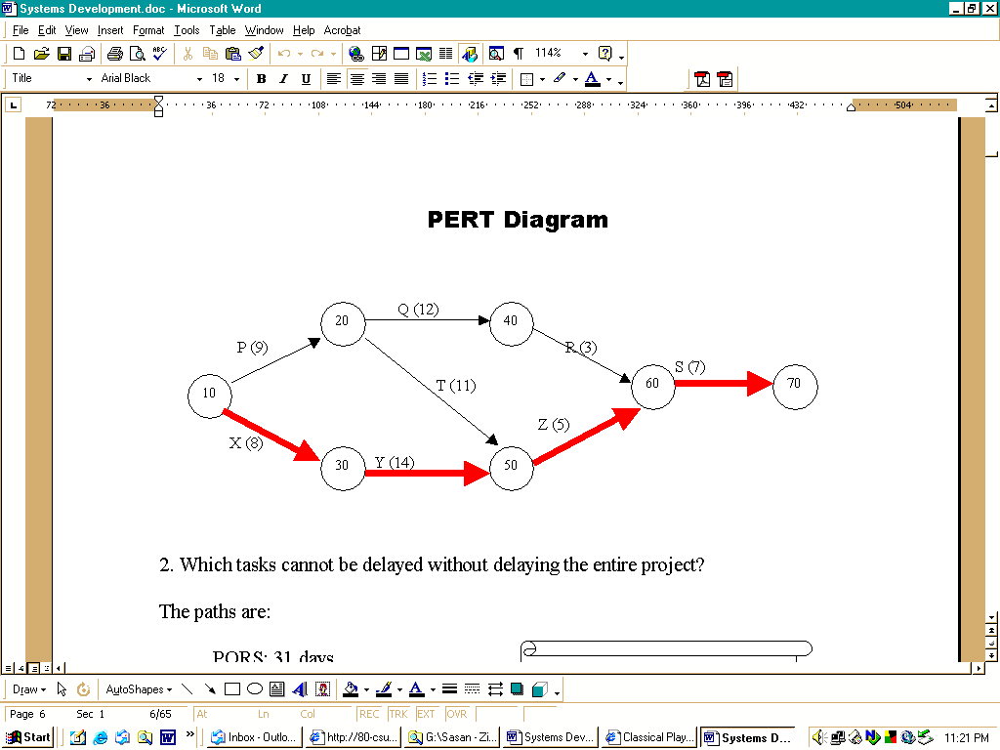 Systems Development.doc - Microsoft Word
File Edit View Insert Format Tools Table Window Help Acrobat
114%
Title Arial Black 18 B I U
72 36 36 72 108 144 180 216 252 288 324 360 396 432 504
PERT Diagram
Q (12)
20
40
P (9)
R (3)
S (7)
10
T (11)
60
70
X (8)
Z (5)
30
Y (14)
50
2. Which tasks cannot be delayed without delaying the entire project?
The paths are:
PQRS: 31 days
Draw AutoShapes
Page 6 Sec 1 6/65 At Ln Col REC TRK EXT OVR
Start Inbox - Outlo... http://80-csu... G:\Sasan - Zi... Systems Dev... Classical Play... Systems D... 11:21 PM